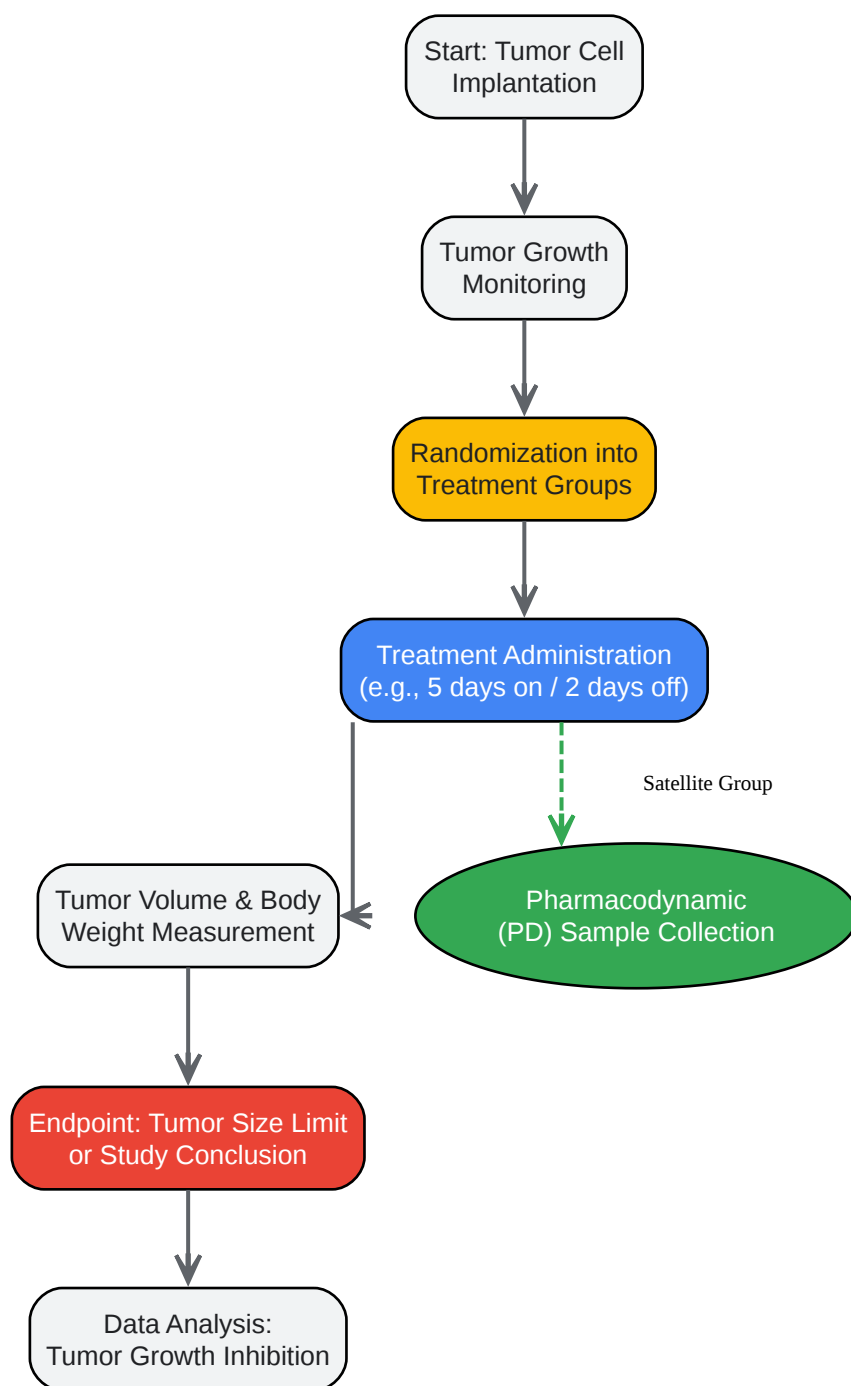 Start: Tumor Cell
Implantation
Tumor Growth
Monitoring
Randomization into
Treatment Groups
Treatment Administration
(e.g., 5 days on / 2 days off)
Satellite Group
Tumor Volume & Body
Weight Measurement
Pharmacodynamic
(PD) Sample Collection
Endpoint: Tumor Size Limit
or Study Conclusion
Data Analysis:
Tumor Growth Inhibition